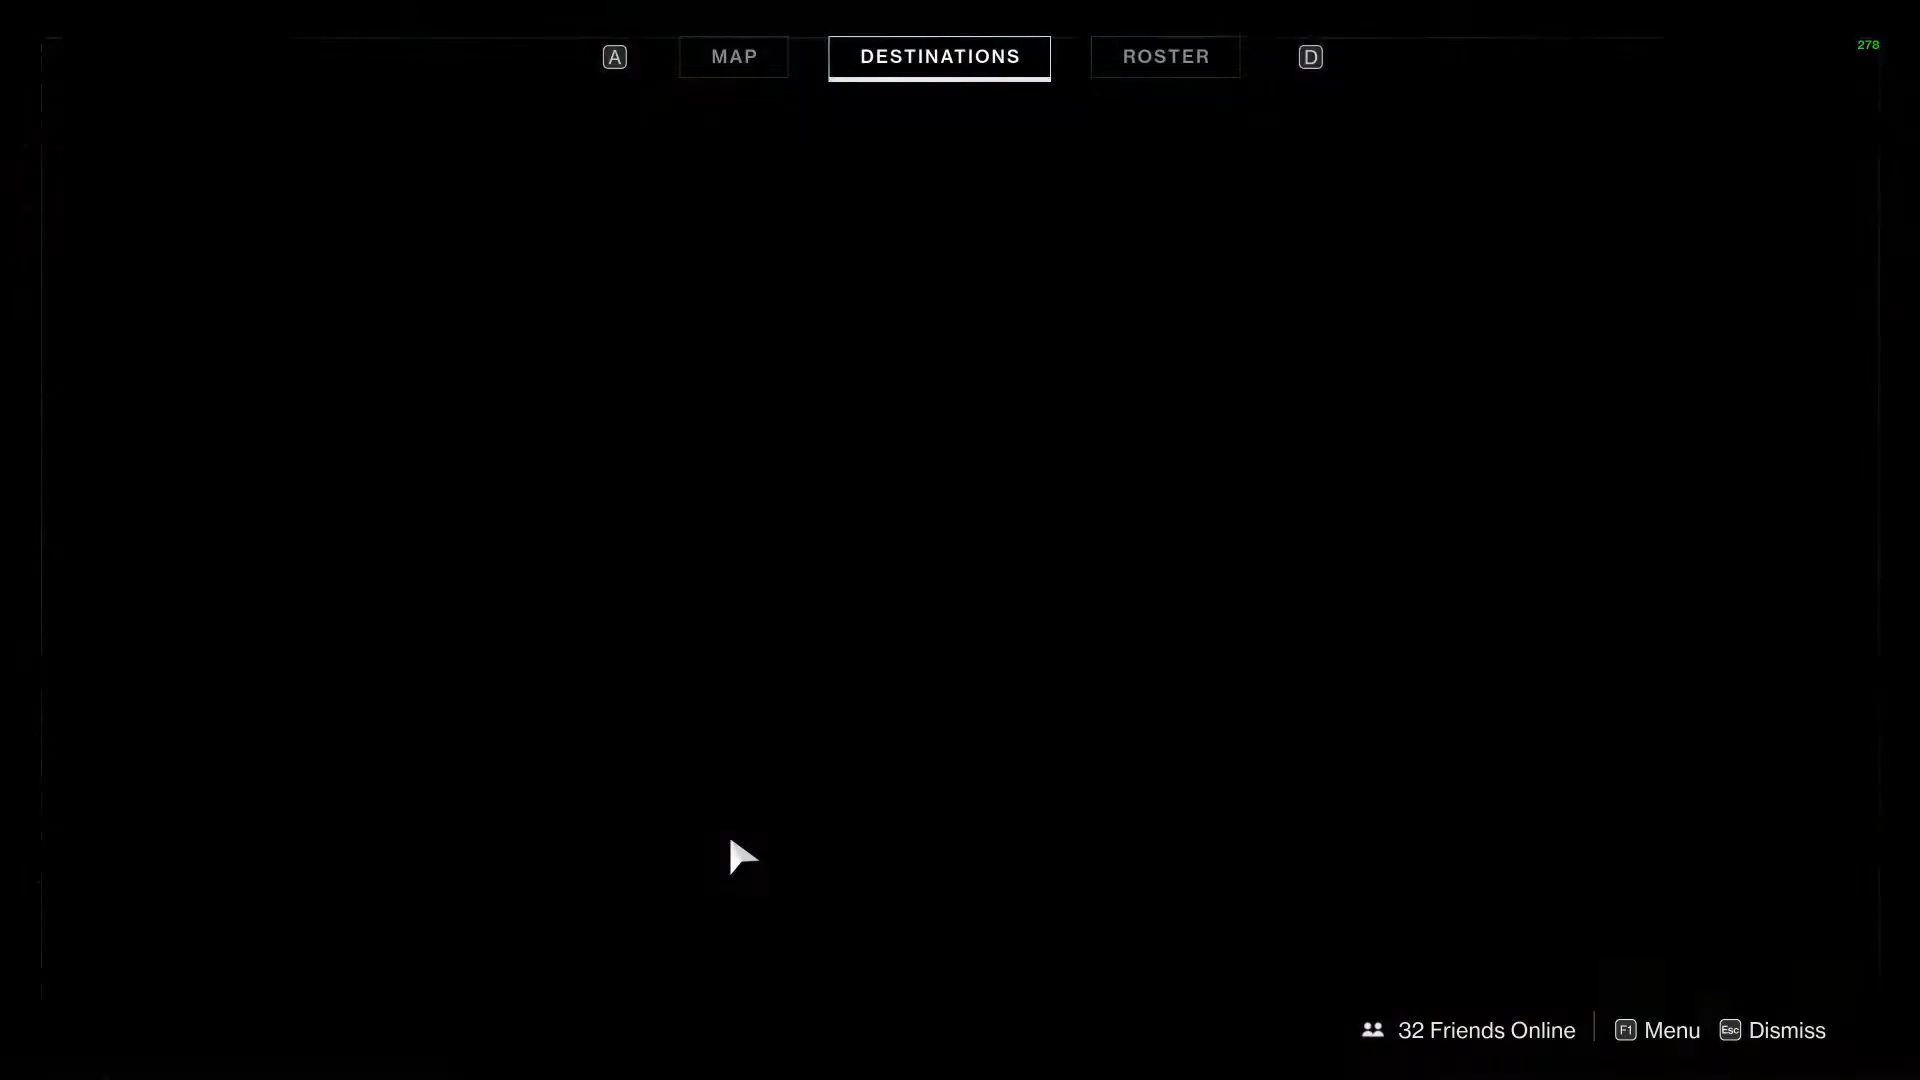 A MAP DESTINATIONS ROSTER D
278
32 Friends Online F1 Menu Esc Dismiss